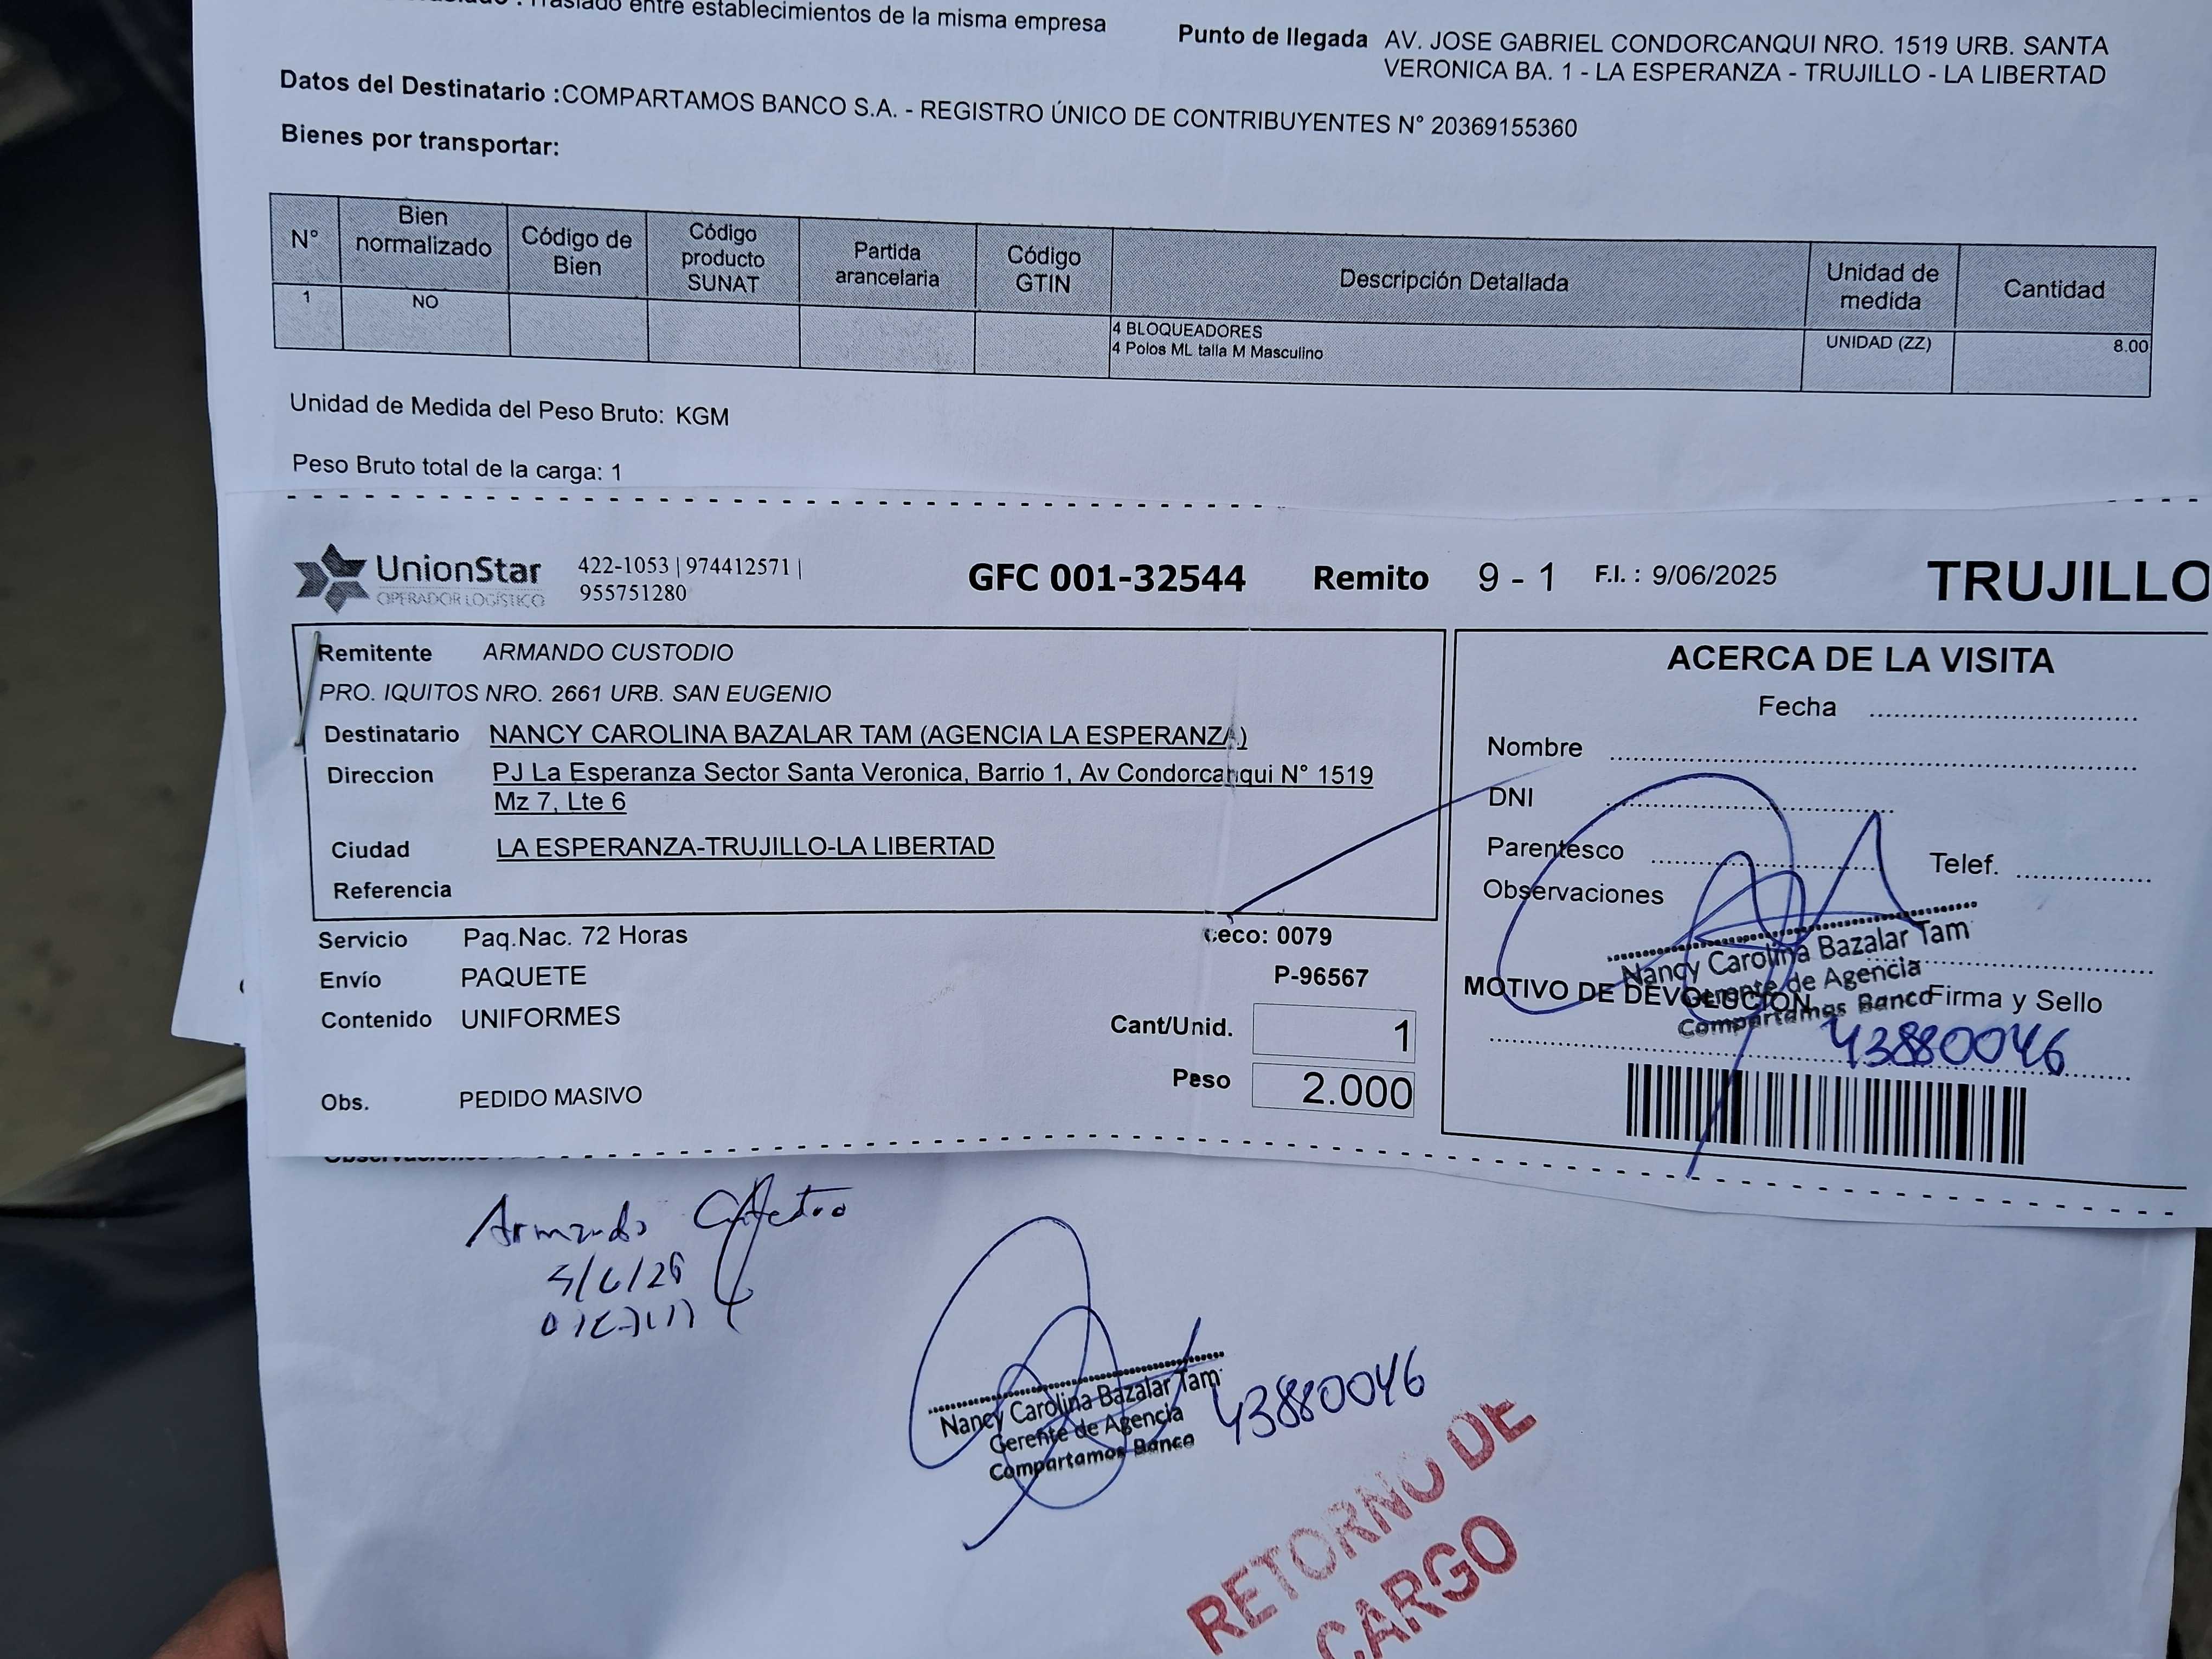 Traslado entre establecimientos de la misma empresa
Punto de llegada AV. JOSE GABRIEL CONDORCANQUI NRO. 1519 URB. SANTA
VERONICA BA. 1 - LA ESPERANZA - TRUJILLO - LA LIBERTAD
Datos del Destinatario :COMPARTAMOS BANCO S.A. - REGISTRO ÚNICO DE CONTRIBUYENTES N° 20369155360
Bienes por transportar:
N° Bien normalizado Código de Bien Código producto SUNAT Partida arancelaria Código GTIN Descripción Detallada Unidad de medida Cantidad
1 NO 4 BLOQUEADORES UNIDAD (ZZ) 8.00
4 Polos ML talla M Masculino
Unidad de Medida del Peso Bruto: KGM
Peso Bruto total de la carga: 1
UnionStar
OPERADOR LOGÍSTICO
422-1053 | 974412571 |
955751280
GFC 001-32544 Remito 9 - 1 F.I. : 9/06/2025 TRUJILLO
Remitente ARMANDO CUSTODIO
PRO. IQUITOS NRO. 2661 URB. SAN EUGENIO
Destinatario NANCY CAROLINA BAZALAR TAM (AGENCIA LA ESPERANZA)
Direccion PJ La Esperanza Sector Santa Veronica, Barrio 1, Av Condorcanqui N° 1519
Mz 7, Lte 6
Ciudad LA ESPERANZA-TRUJILLO-LA LIBERTAD
Referencia
Servicio Paq.Nac. 72 Horas Ceco: 0079
Envío PAQUETE P-96567
Contenido UNIFORMES
Cant/Unid. 1
Peso 2.000
Obs. PEDIDO MASIVO
ACERCA DE LA VISITA
Fecha
Nombre
DNI
Parentesco Telef.
Observaciones
Nancy Carolina Bazalar Tam
Gerente de Agencia
Compartamos Banco
MOTIVO DE DEVOLUCION Firma y Sello
43880046
Armando
Nancy Carolina Bazalar Tam
Gerente de Agencia
Compartamos Banco
43880046
RETORNO DE
CARGO